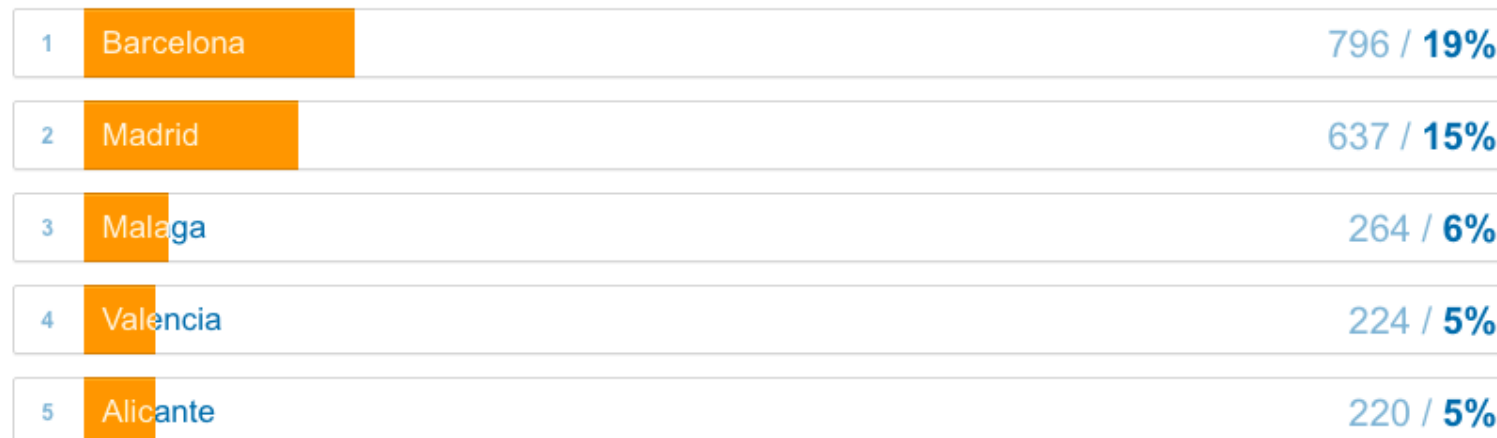 1 Barcelona 796 / 19%
2 Madrid 637 / 15%
3 Malaga 264 / 6%
4 Valencia 224 / 5%
5 Alicante 220 / 5%